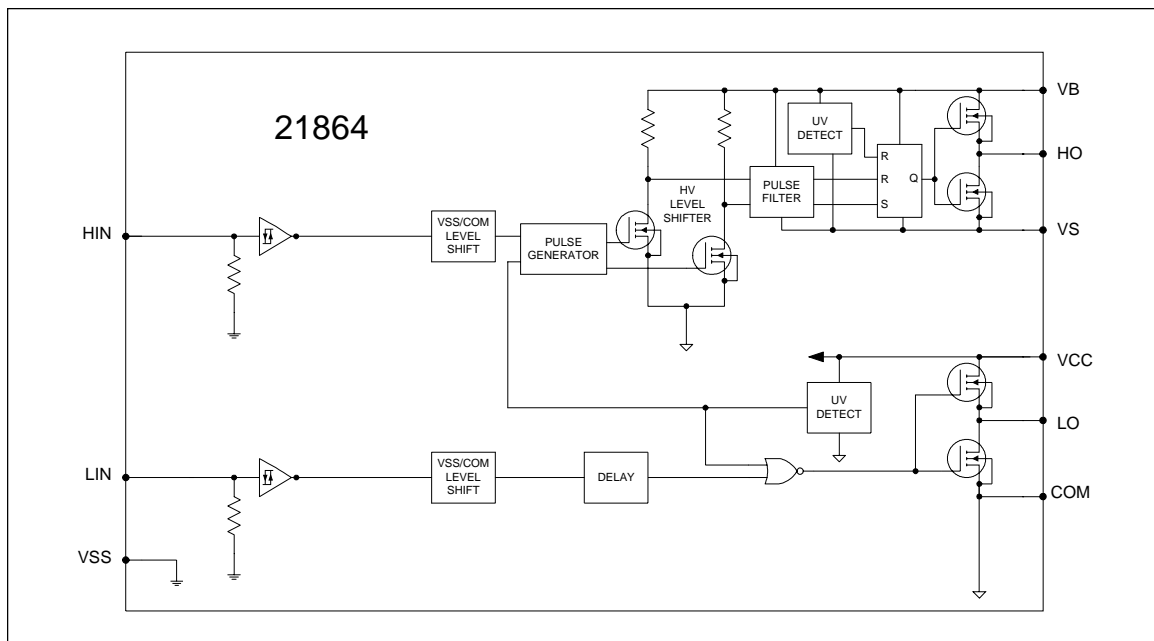 21864
VB
UV
DETECT
HO
R
R
Q
S
PULSE
FILTER
HV
LEVEL
SHIFTER
VS
HIN
VSS/COM
LEVEL
SHIFT
PULSE
GENERATOR
VCC
UV
DETECT
LO
LIN
VSS/COM
LEVEL
SHIFT
DELAY
COM
VSS